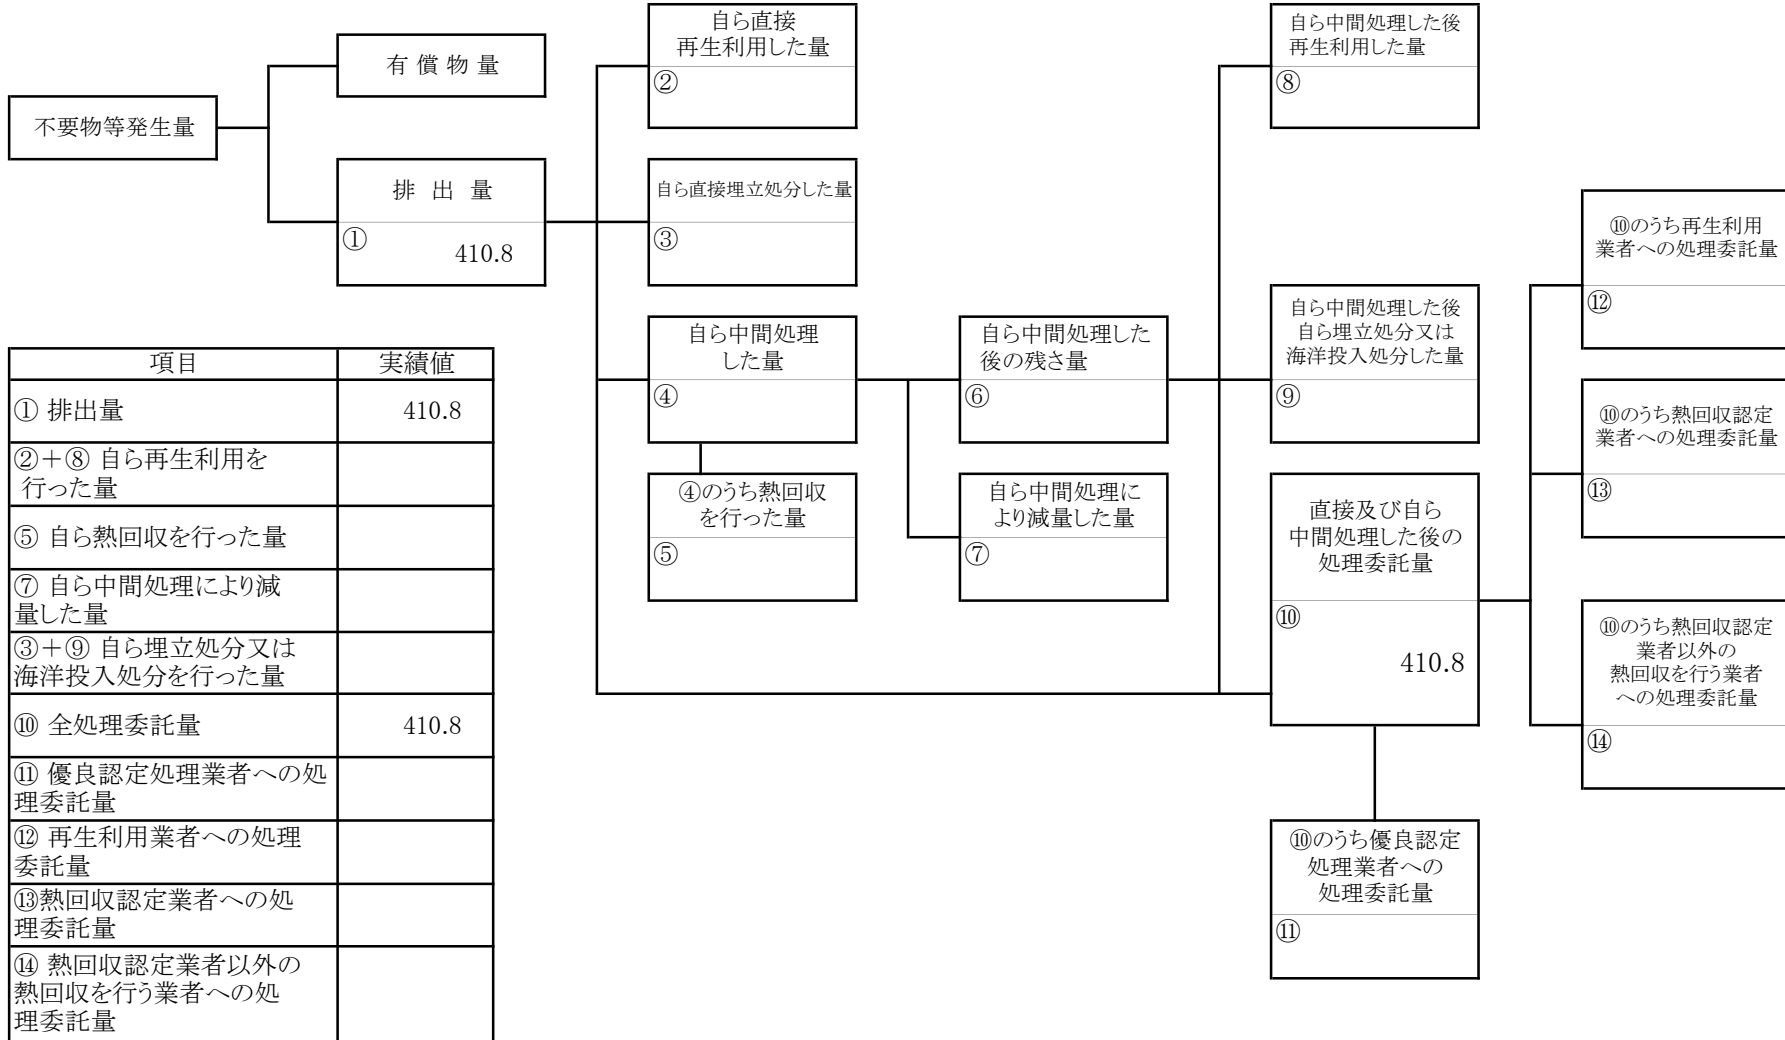 不要物等発生量
有 償 物 量
排 出 量
①
410.8
自ら直接
再生利用した量
②
自ら直接埋立処分した量
③
自ら中間処理
した量
④
④のうち熱回収
を行った量
⑤
自ら中間処理した
後の残さ量
⑥
自ら中間処理に
より減量した量
⑦
自ら中間処理した後
再生利用した量
⑧
自ら中間処理した後
自ら埋立処分又は
海洋投入処分した量
⑨
直接及び自ら
中間処理した後の
処理委託量
⑩
410.8
⑩のうち優良認定
処理業者への
処理委託量
⑪
⑩のうち再生利用
業者への処理委託量
⑫
⑩のうち熱回収認定
業者への処理委託量
⑬
⑩のうち熱回収認定
業者以外の
熱回収を行う業者
への処理委託量
⑭
項目 実績値
① 排出量 410.8
②＋⑧ 自ら再生利用を
行った量
⑤ 自ら熱回収を行った量
⑦ 自ら中間処理により減
量した量
③＋⑨ 自ら埋立処分又は
海洋投入処分を行った量
⑩ 全処理委託量 410.8
⑪ 優良認定処理業者への処
理委託量
⑫ 再生利用業者への処理
委託量
⑬熱回収認定業者への処
理委託量
⑭ 熱回収認定業者以外の
熱回収を行う業者への処
理委託量